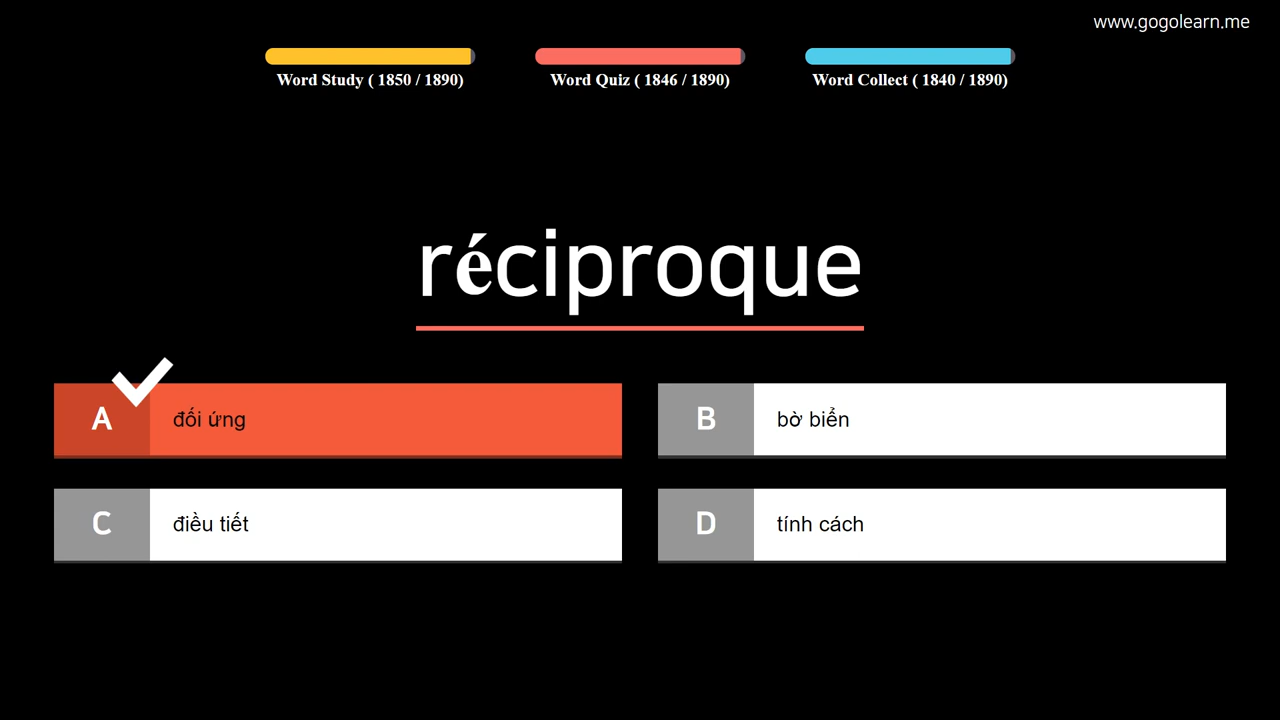 www.gogolearn.me
Word Study ( 1850 / 1890)
Word Quiz ( 1846 / 1890)
Word Collect ( 1840 / 1890)
réciproque
A đối ứng
B bờ biển
C điều tiết
D tính cách